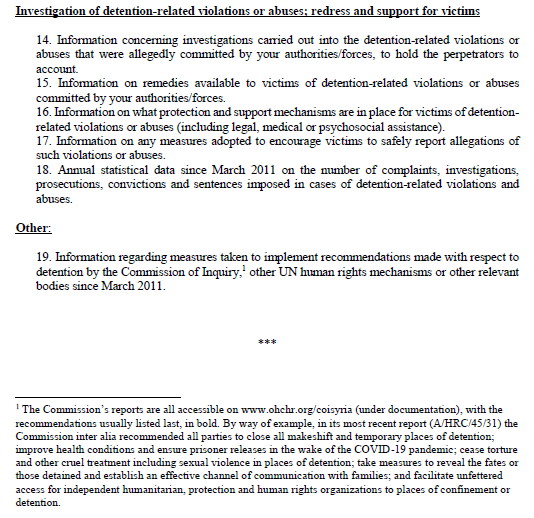 Investigation of detention-related violations or abuses; redress and support for victims
14. Information concerning investigations carried out into the detention-related violations or
abuses that were allegedly committed by your authorities/forces, to hold the perpetrators to
account.
15. Information on remedies available to victims of detention-related violations or abuses
committed by your authorities/forces.
16. Information on what protection and support mechanisms are in place for victims of detention-
related violations or abuses (including legal, medical or psychosocial assistance).
17. Information on any measures adopted to encourage victims to safely report allegations of
such violations or abuses.
18. Annual statistical data since March 2011 on the number of complaints, investigations,
prosecutions, convictions and sentences imposed in cases of detention-related violations and
abuses.
Other:
19. Information regarding measures taken to implement recommendations made with respect to
detention by the Commission of Inquiry,¹ other UN human rights mechanisms or other relevant
bodies since March 2011.
***
¹ The Commission's reports are all accessible on www.ohchr.org/coisyria (under documentation), with the
recommendations usually listed last, in bold. By way of example, in its most recent report (A/HRC/45/31) the
Commission inter alia recommended all parties to close all makeshift and temporary places of detention;
improve health conditions and ensure prisoner releases in the wake of the COVID-19 pandemic; cease torture
and other cruel treatment including sexual violence in places of detention; take measures to reveal the fates or
those detained and establish an effective channel of communication with families; and facilitate unfettered
access for independent humanitarian, protection and human rights organizations to places of confinement or
detention.